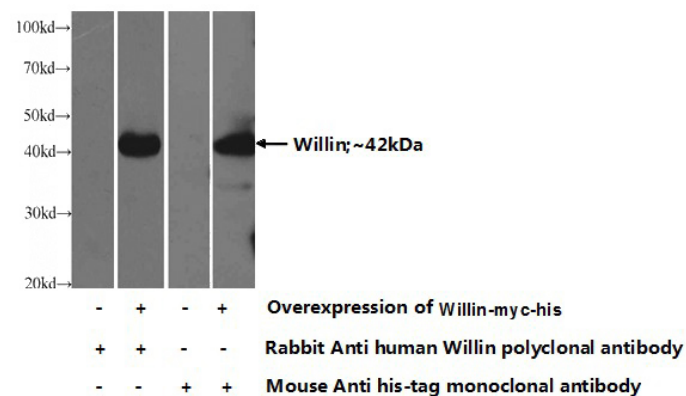 100kd→
70kd→
50kd→
40kd→
30kd→
20kd→
Willin;~42kDa
- + - + Overexpression of Willin-myc-his
+ + - - Rabbit Anti human Willin polyclonal antibody
- - + + Mouse Anti his-tag monoclonal antibody